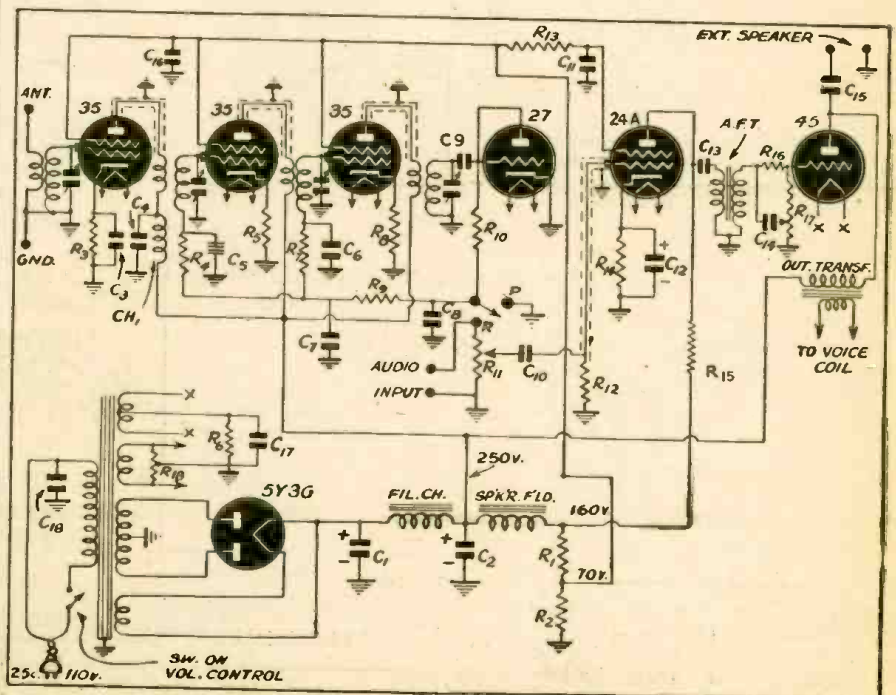 R13
EXT. SPEAKER
C16
C11
C15
ANT.
35
35
35
27
24A
45
C9
C13
A.F.T.
R16
C4
R3
C3
GND.
CH1
R4
C5
R5
R7
C6
R8
R10
R14
C12
C14
R17
X X
OUT. TRANSF.
R9
C8
P
R
C7
R11
C10
R12
R15
AUDIO
INPUT
TO VOICE
COIL
X
X
R6
C17
250V.
R18
C18
5Y3G
FIL. CH.
SPKR. FLD.
160V.
C1
C2
R1
70V.
R2
SW. ON
VOL. CONTROL
25c. 110V.